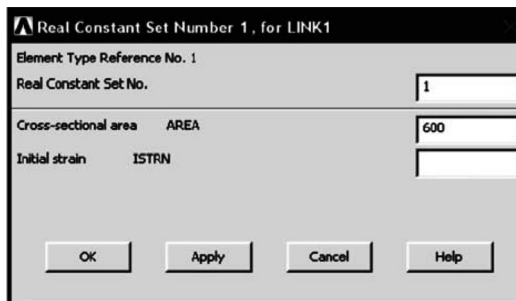 Real Constant Set Number 1, for LINK1
Element Type Reference No. 1
Real Constant Set No. 1
Cross-sectional area AREA 600
Initial strain ISTRN
OK Apply Cancel Help